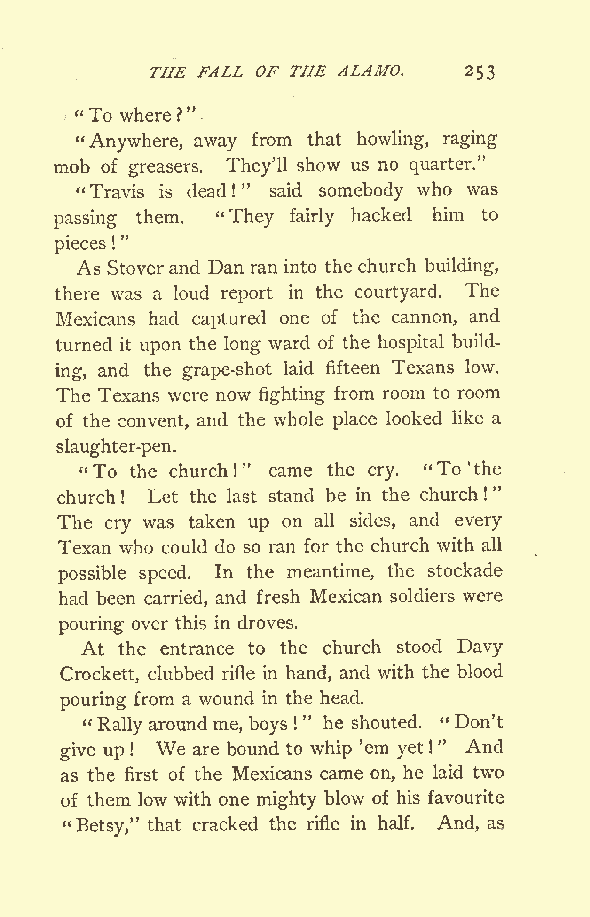 THE FALL OF THE ALAMO. 253
"To where?"
"Anywhere, away from that howling, raging
mob of greasers. They'll show us no quarter."
"Travis is dead!" said somebody who was
passing them. "They fairly hacked him to
pieces!"
As Stover and Dan ran into the church building,
there was a loud report in the courtyard. The
Mexicans had captured one of the cannon, and
turned it upon the long ward of the hospital build-
ing, and the grape-shot laid fifteen Texans low.
The Texans were now fighting from room to room
of the convent, and the whole place looked like a
slaughter-pen.
"To the church!" came the cry. "To 'the
church! Let the last stand be in the church!"
The cry was taken up on all sides, and every
Texan who could do so ran for the church with all
possible speed. In the meantime, the stockade
had been carried, and fresh Mexican soldiers were
pouring over this in droves.
At the entrance to the church stood Davy
Crockett, clubbed rifle in hand, and with the blood
pouring from a wound in the head.
"Rally around me, boys!" he shouted. "Don't
give up! We are bound to whip 'em yet!" And
as the first of the Mexicans came on, he laid two
of them low with one mighty blow of his favourite
"Betsy," that cracked the rifle in half. And, as